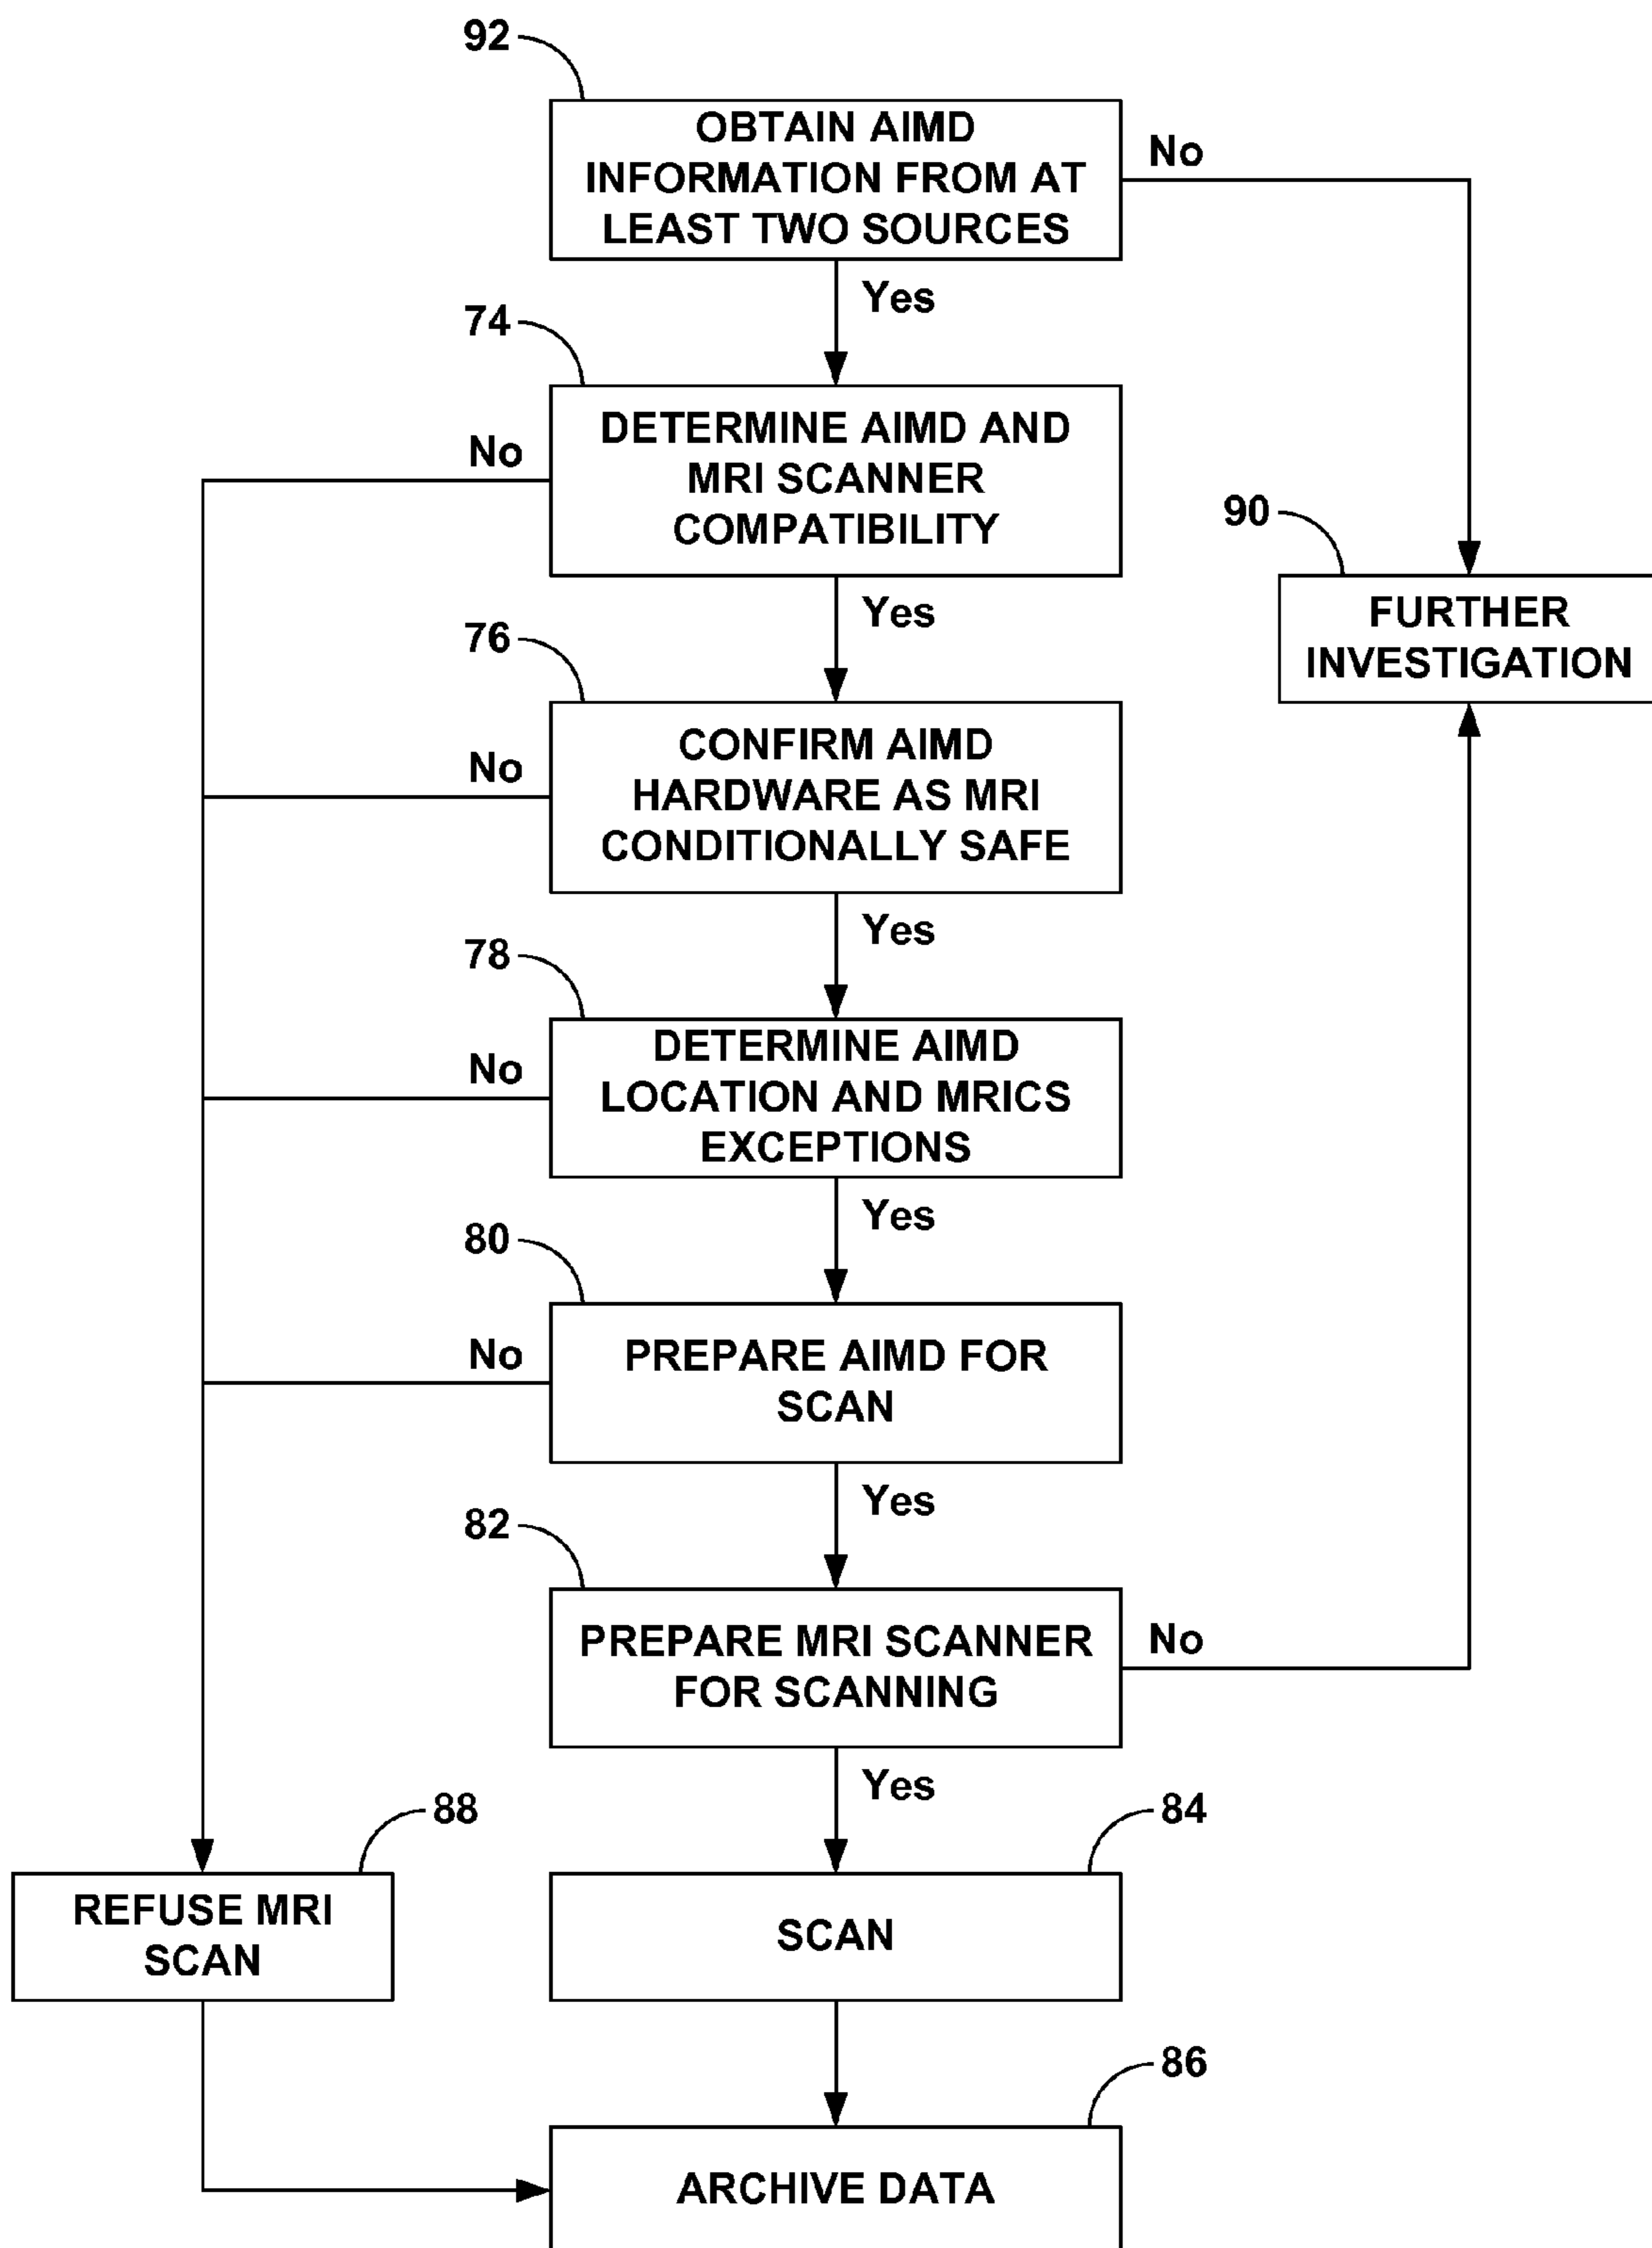 92
OBTAIN AIMD
INFORMATION FROM AT
LEAST TWO SOURCES
No
Yes
74
DETERMINE AIMD AND
MRI SCANNER
COMPATIBILITY
No
Yes
90
FURTHER
INVESTIGATION
76
CONFIRM AIMD
HARDWARE AS MRI
CONDITIONALLY SAFE
No
Yes
78
DETERMINE AIMD
LOCATION AND MRICS
EXCEPTIONS
No
Yes
80
PREPARE AIMD FOR
SCAN
No
Yes
82
PREPARE MRI SCANNER
FOR SCANNING
No
Yes
88
REFUSE MRI
SCAN
84
SCAN
86
ARCHIVE DATA